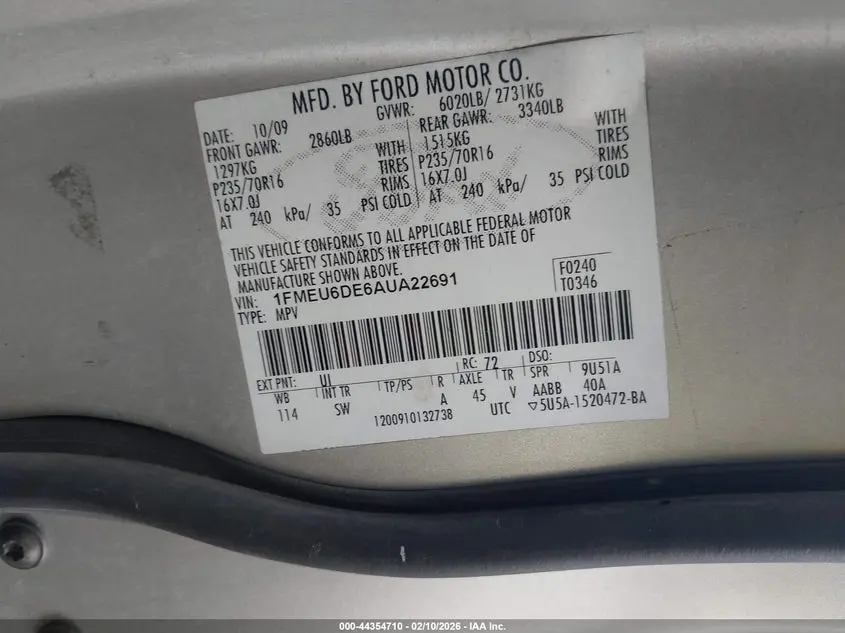 MFD. BY FORD MOTOR CO.
DATE: 10/09 GVWR: 6020LB/ 2731KG
FRONT GAWR: 2860LB REAR GAWR: 3340LB
1297KG WITH 1515KG WITH
P235/70R16 TIRES P235/70R16 TIRES
16X7.0J RIMS 16X7.0J RIMS
AT 240 kPa/ 35 PSI COLD AT 240 kPa/ 35 PSI COLD
THIS VEHICLE CONFORMS TO ALL APPLICABLE FEDERAL MOTOR
VEHICLE SAFETY STANDARDS IN EFFECT ON THE DATE OF
MANUFACTURE SHOWN ABOVE.
VIN: 1FMEU6DE6AUA22691 F0240
TYPE: MPV T0346
EXT PNT: UI RC: 72 DSO:
WB INT TR TP/PS R AXLE TR SPR 9U51A
114 SW A 45 V AABB 40A
1200910132738 UTC ▽5U5A-1520472-BA
000-44354710 - 02/10/2026 - IAA Inc.